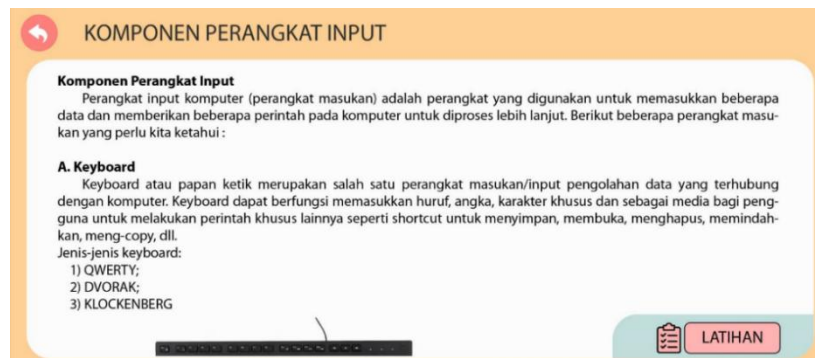 KOMPONEN PERANGKAT INPUT
Komponen Perangkat Input
Perangkat input komputer (perangkat masukan) adalah perangkat yang digunakan untuk memasukkan beberapa
data dan memberikan beberapa perintah pada komputer untuk diproses lebih lanjut. Berikut beberapa perangkat masu-
kan yang perlu kita ketahui :
A. Keyboard
Keyboard atau papan ketik merupakan salah satu perangkat masukan/input pengolahan data yang terhubung
dengan komputer. Keyboard dapat berfungsi memasukkan huruf, angka, karakter khusus dan sebagai media bagi peng-
guna untuk melakukan perintah khusus lainnya seperti shortcut untuk menyimpan, membuka, menghapus, memindah-
kan, meng-copy, dll.
Jenis-jenis keyboard:
1) QWERTY;
2) DVORAK;
3) KLOCKENBERG
LATIHAN